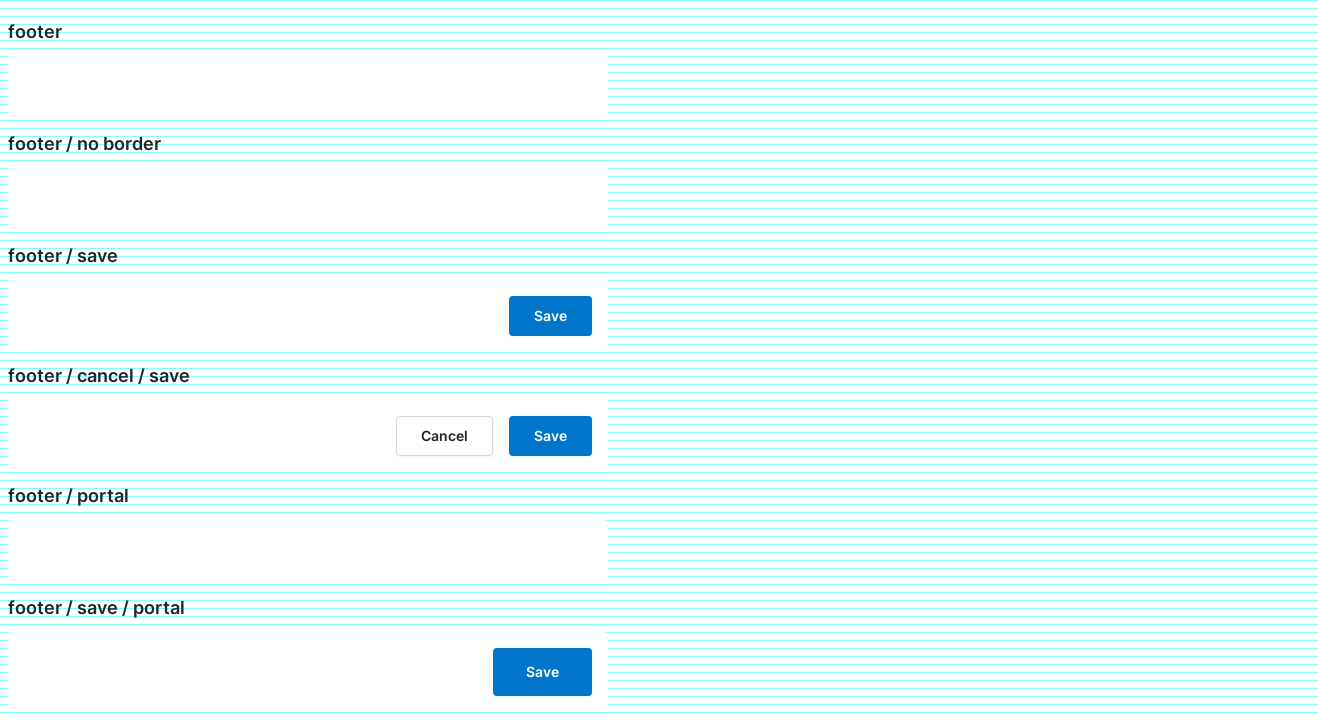 footer
footer / no border
footer / save
Save
footer / cancel / save
Cancel Save
footer / portal
footer / save / portal
Save